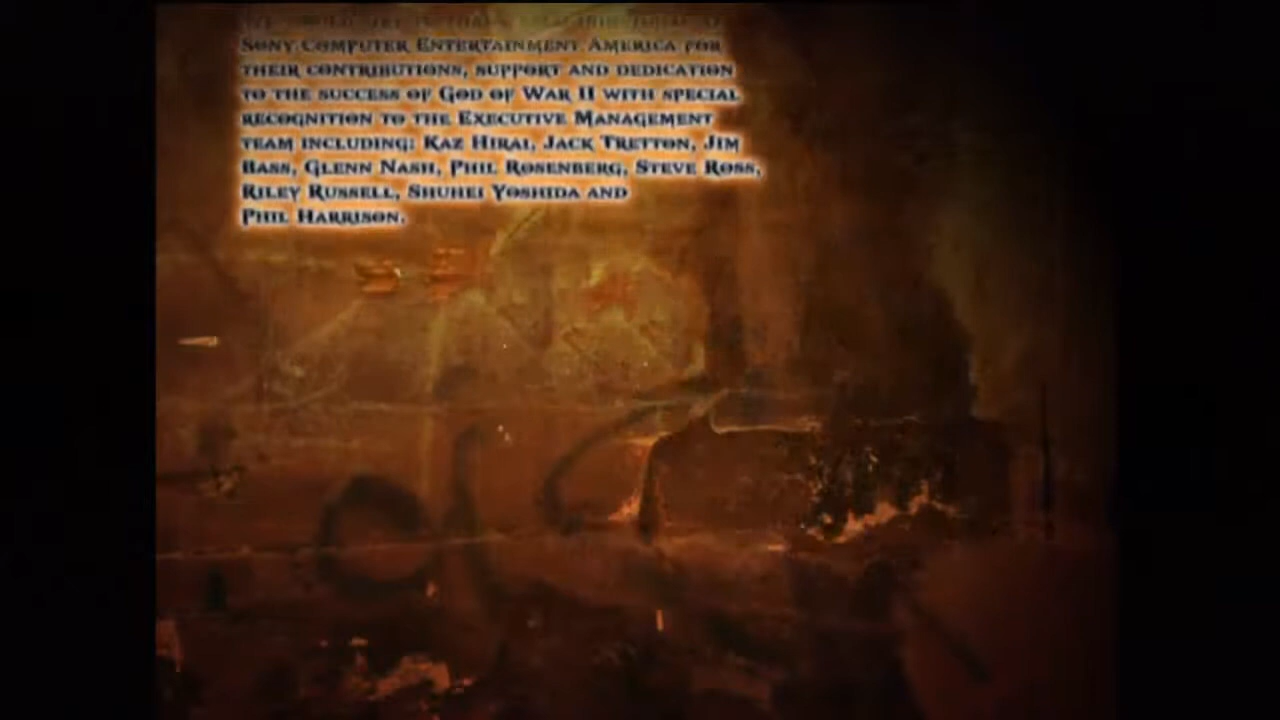 Sony Computer Entertainment America for
their contributions, support and dedication
to the success of God of War II with special
recognition to the Executive Management
team including: Kaz Hirai, Jack Tretton, Jim
Bass, Glenn Nash, Phil Rosenberg, Steve Ross,
Riley Russell, Shuhei Yoshida and
Phil Harrison.